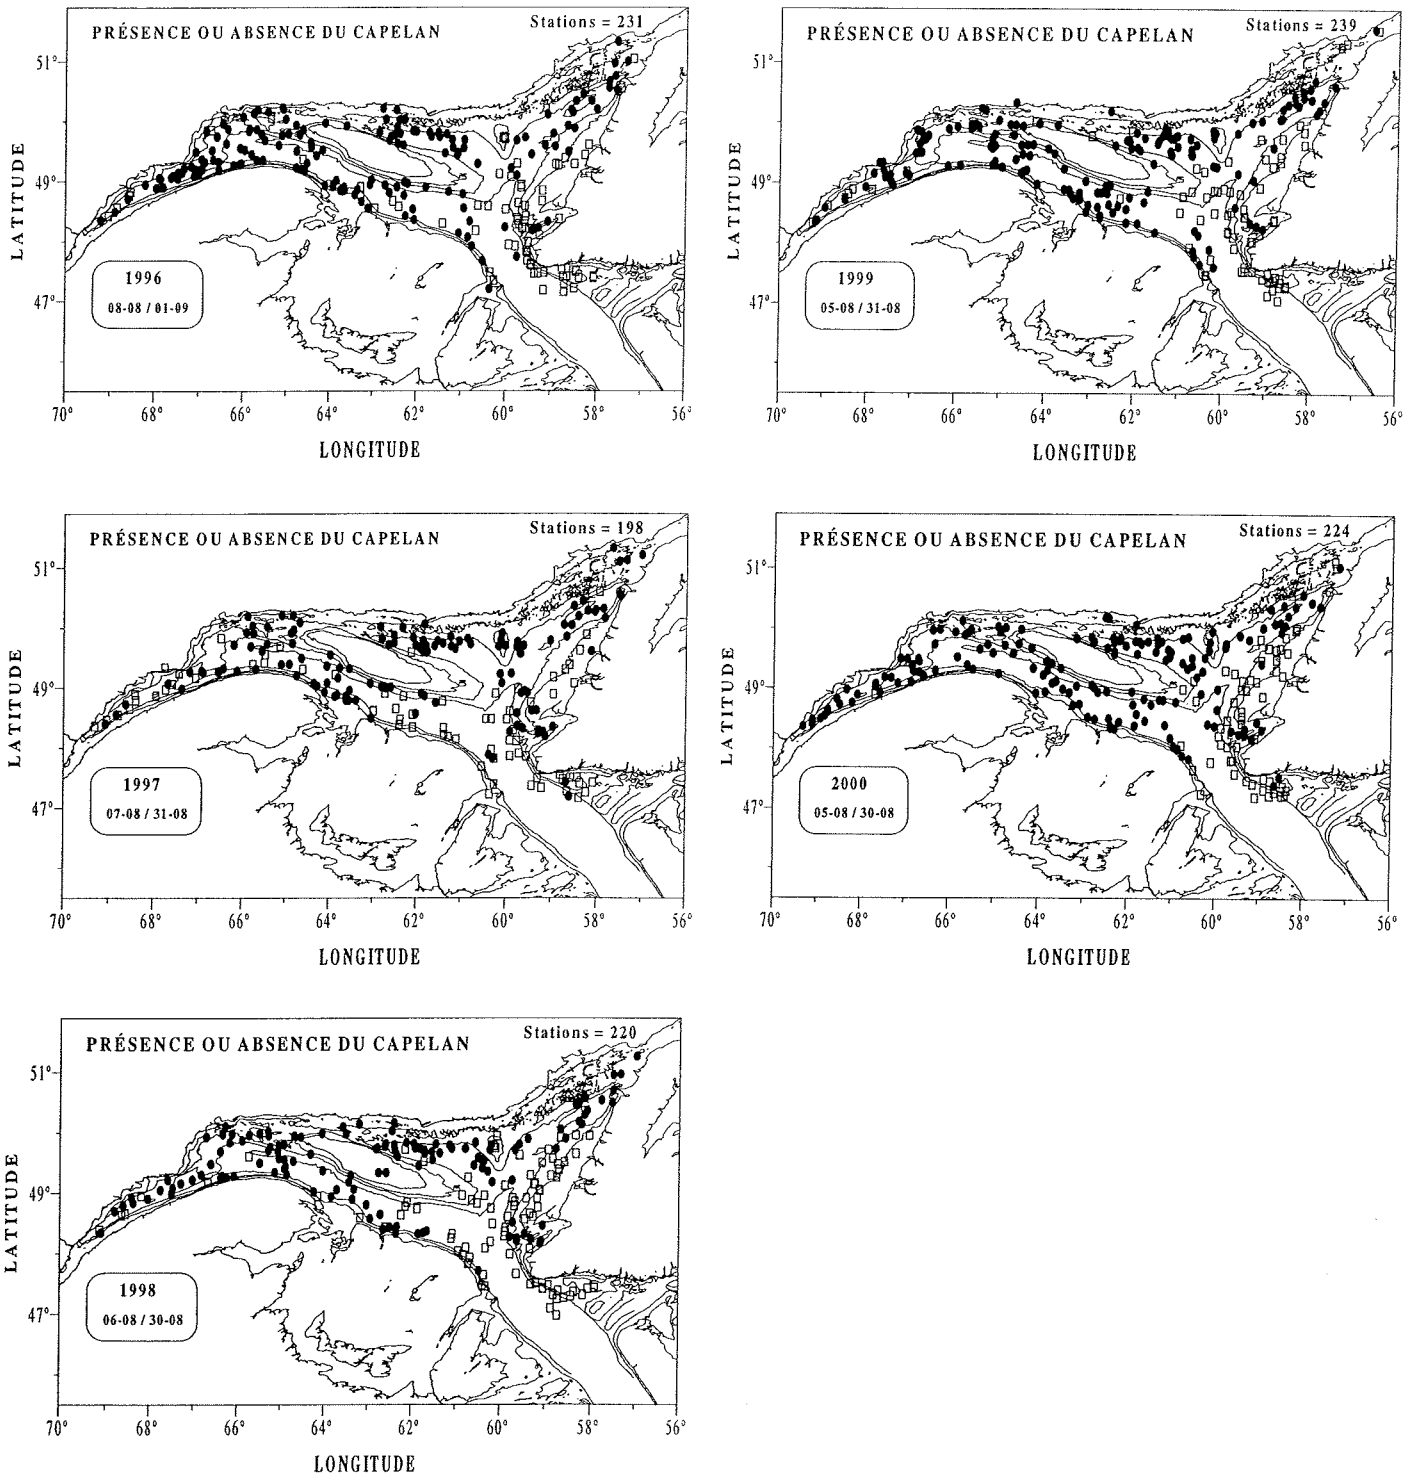 PRÉSENCE OU ABSENCE DU CAPELAN
Stations = 231
51°
49°
47°
LATITUDE
1996
08-08 / 01-09
70° 68° 66° 64° 62° 60° 58° 56°
LONGITUDE
PRÉSENCE OU ABSENCE DU CAPELAN
Stations = 239
51°
49°
47°
LATITUDE
1999
05-08 / 31-08
70° 68° 66° 64° 62° 60° 58° 56°
LONGITUDE
PRÉSENCE OU ABSENCE DU CAPELAN
Stations = 198
51°
49°
47°
LATITUDE
1997
07-08 / 31-08
70° 68° 66° 64° 62° 60° 58° 56°
LONGITUDE
PRÉSENCE OU ABSENCE DU CAPELAN
Stations = 224
51°
49°
47°
LATITUDE
2000
05-08 / 30-08
70° 68° 66° 64° 62° 60° 58° 56°
LONGITUDE
PRÉSENCE OU ABSENCE DU CAPELAN
Stations = 220
51°
49°
47°
LATITUDE
1998
06-08 / 30-08
70° 68° 66° 64° 62° 60° 58° 56°
LONGITUDE